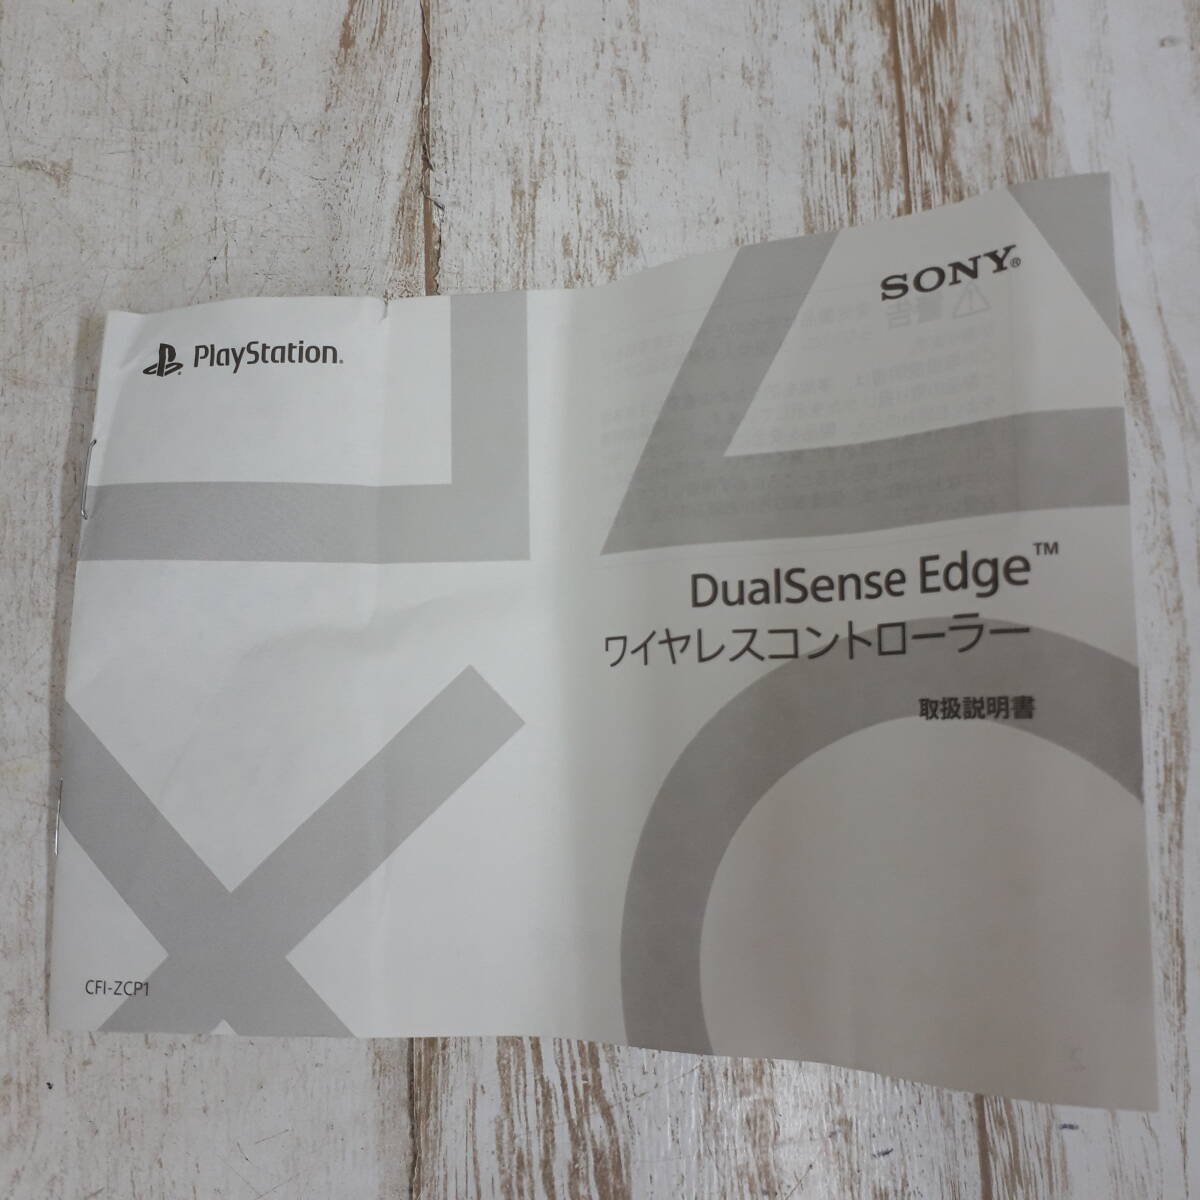 PlayStation®
SONY®
DualSense Edge™
ワイヤレスコントローラー
取扱説明書
CFI-ZCP1